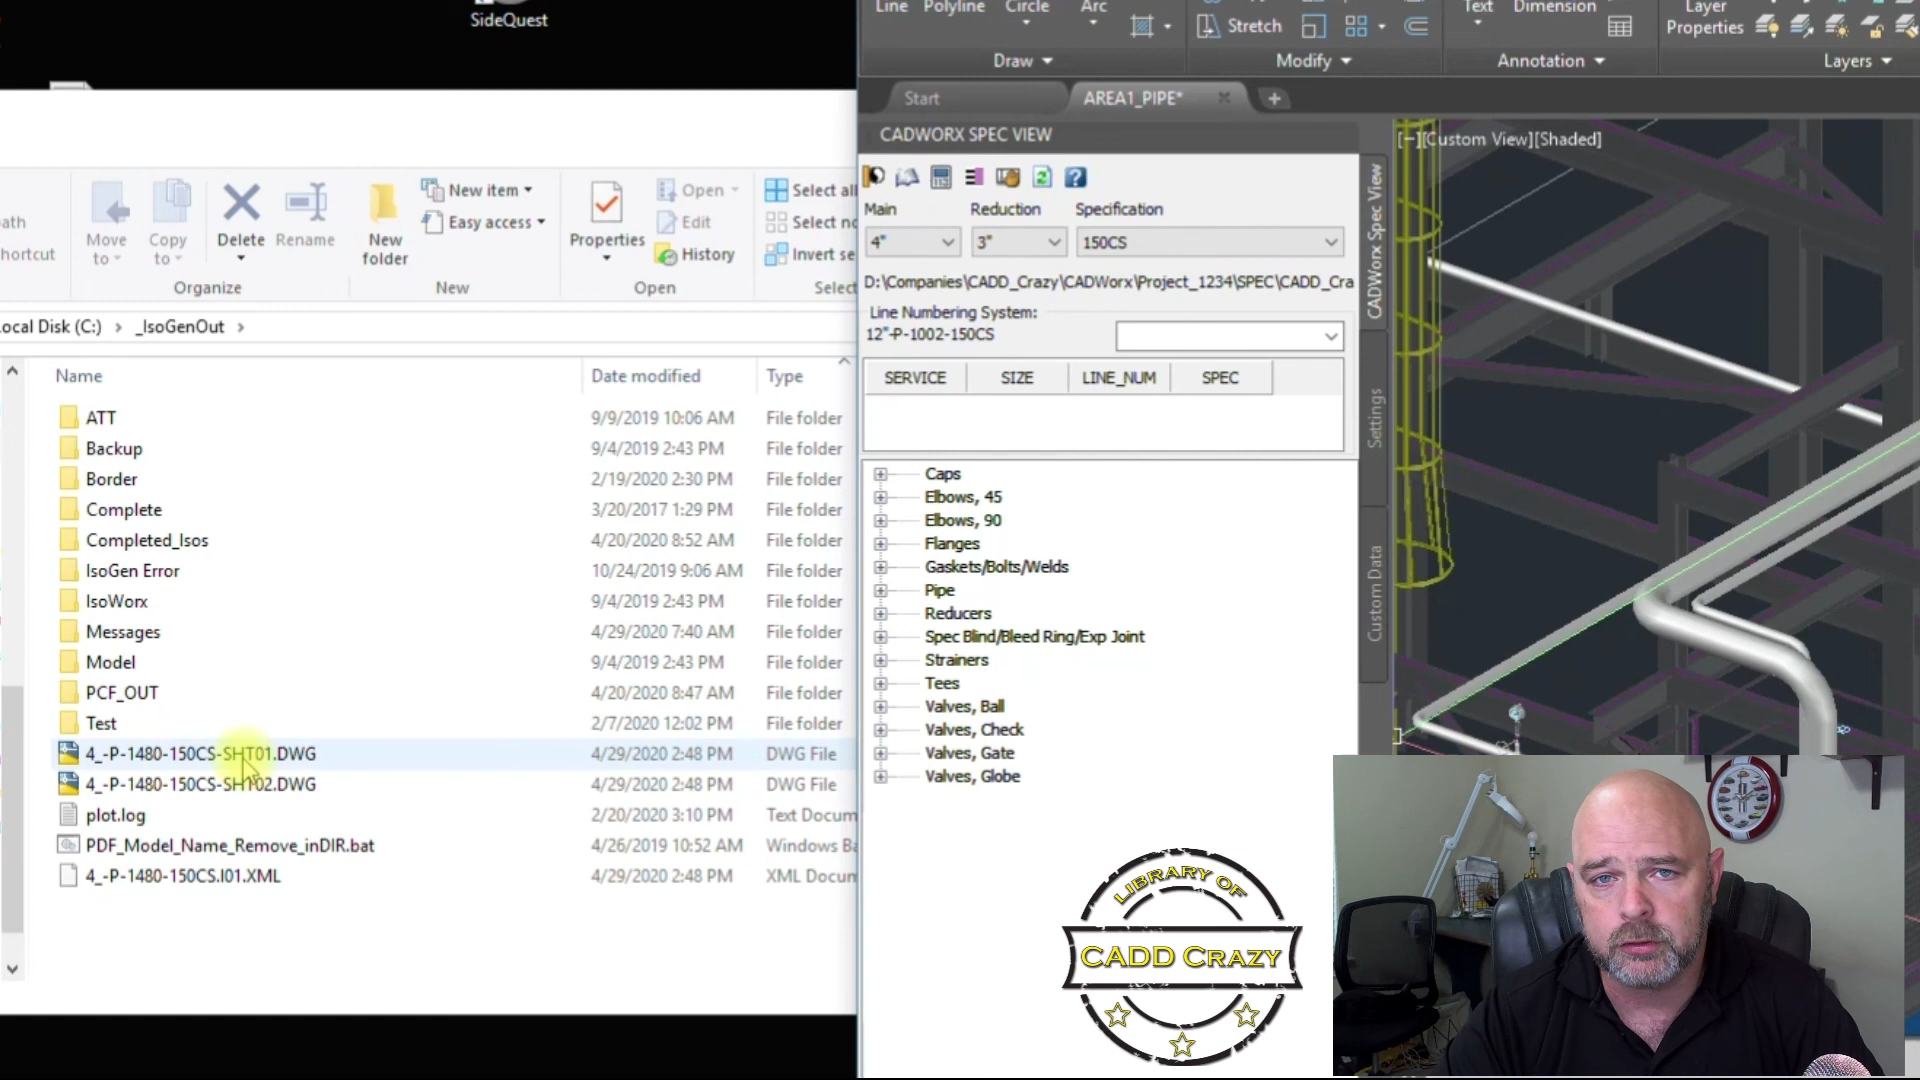 SideQuest
Move to
Copy to
Delete
Rename
New folder
New item
Easy access
Organize
New
Properties
Open
Edit
History
Select all
Open
ocal Disk (C:) > _IsoGenOut >
Name Date modified Type
ATT 9/9/2019 10:06 AM File folder
Backup 9/4/2019 2:43 PM File folder
Border 2/19/2020 2:30 PM File folder
Complete 3/20/2017 1:29 PM File folder
Completed_Isos 4/20/2020 8:52 AM File folder
IsoGen Error 10/24/2019 9:06 AM File folder
IsoWorx 9/4/2019 2:43 PM File folder
Messages 4/29/2020 7:40 AM File folder
Model 9/4/2019 2:43 PM File folder
PCF_OUT 4/20/2020 8:47 AM File folder
Test 2/7/2020 12:02 PM File folder
4_-P-1480-150CS-SHT01.DWG 4/29/2020 2:48 PM DWG File
4_-P-1480-150CS-SHT02.DWG 4/29/2020 2:48 PM DWG File
plot.log 2/20/2020 3:10 PM Text Docum
PDF_Model_Name_Remove_inDIR.bat 4/26/2019 10:52 AM Windows Ba
4_-P-1480-150CS.I01.XML 4/29/2020 2:48 PM XML Docum
Line Polyline Circle Arc
Stretch
Text Dimension
Layer Properties
Draw Modify Annotation Layers
Start AREA1_PIPE*
CADWORX SPEC VIEW
Main Reduction Specification
4" 3" 150CS
D:\Companies\CADD_Crazy\CADWorx\Project_1234\SPEC\CADD_Cra
Line Numbering System:
12"-P-1002-150CS
SERVICE SIZE LINE_NUM SPEC
Caps
Elbows, 45
Elbows, 90
Flanges
Gaskets/Bolts/Welds
Pipe
Reducers
Spec Blind/Bleed Ring/Exp Joint
Strainers
Tees
Valves, Ball
Valves, Check
Valves, Gate
Valves, Globe
CADWorx Spec View
Settings
Custom Data
[−][Custom View][Shaded]
LIBRARY OF
CADD CRAZY